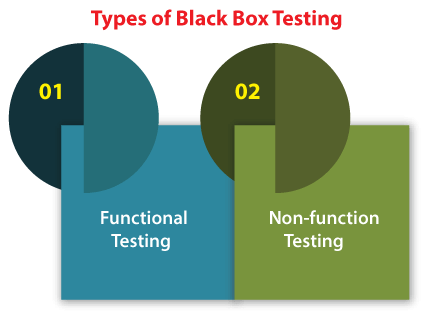 Types of Black Box Testing
01
Functional
Testing
02
Non-function
Testing